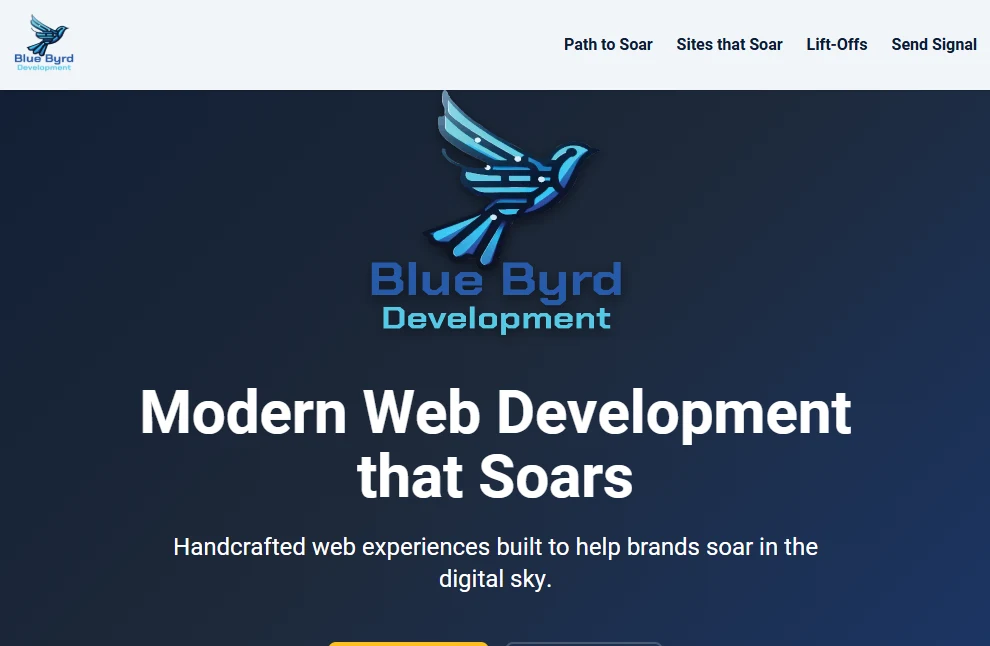 Blue Byrd
Development
Path to Soar
Sites that Soar
Lift-Offs
Send Signal
Blue Byrd
Development
Modern Web Development
that Soars
Handcrafted web experiences built to help brands soar in the
digital sky.